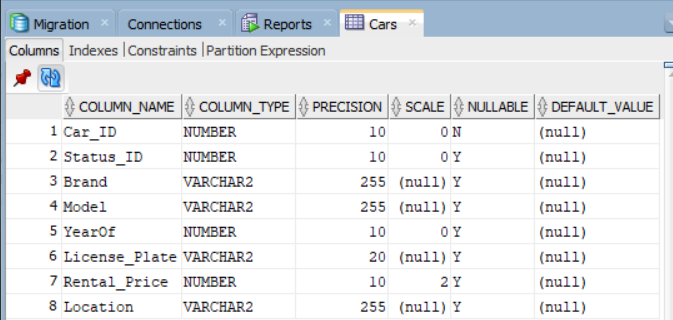 Migration × Connections × Reports × Cars ×
Columns Indexes | Constraints | Partition Expression
COLUMN_NAME COLUMN_TYPE PRECISION SCALE NULLABLE DEFAULT_VALUE
1 Car_ID NUMBER 10 0 N (null)
2 Status_ID NUMBER 10 0 Y (null)
3 Brand VARCHAR2 255 (null) Y (null)
4 Model VARCHAR2 255 (null) Y (null)
5 YearOf NUMBER 10 0 Y (null)
6 License_Plate VARCHAR2 20 (null) Y (null)
7 Rental_Price NUMBER 10 2 Y (null)
8 Location VARCHAR2 255 (null) Y (null)